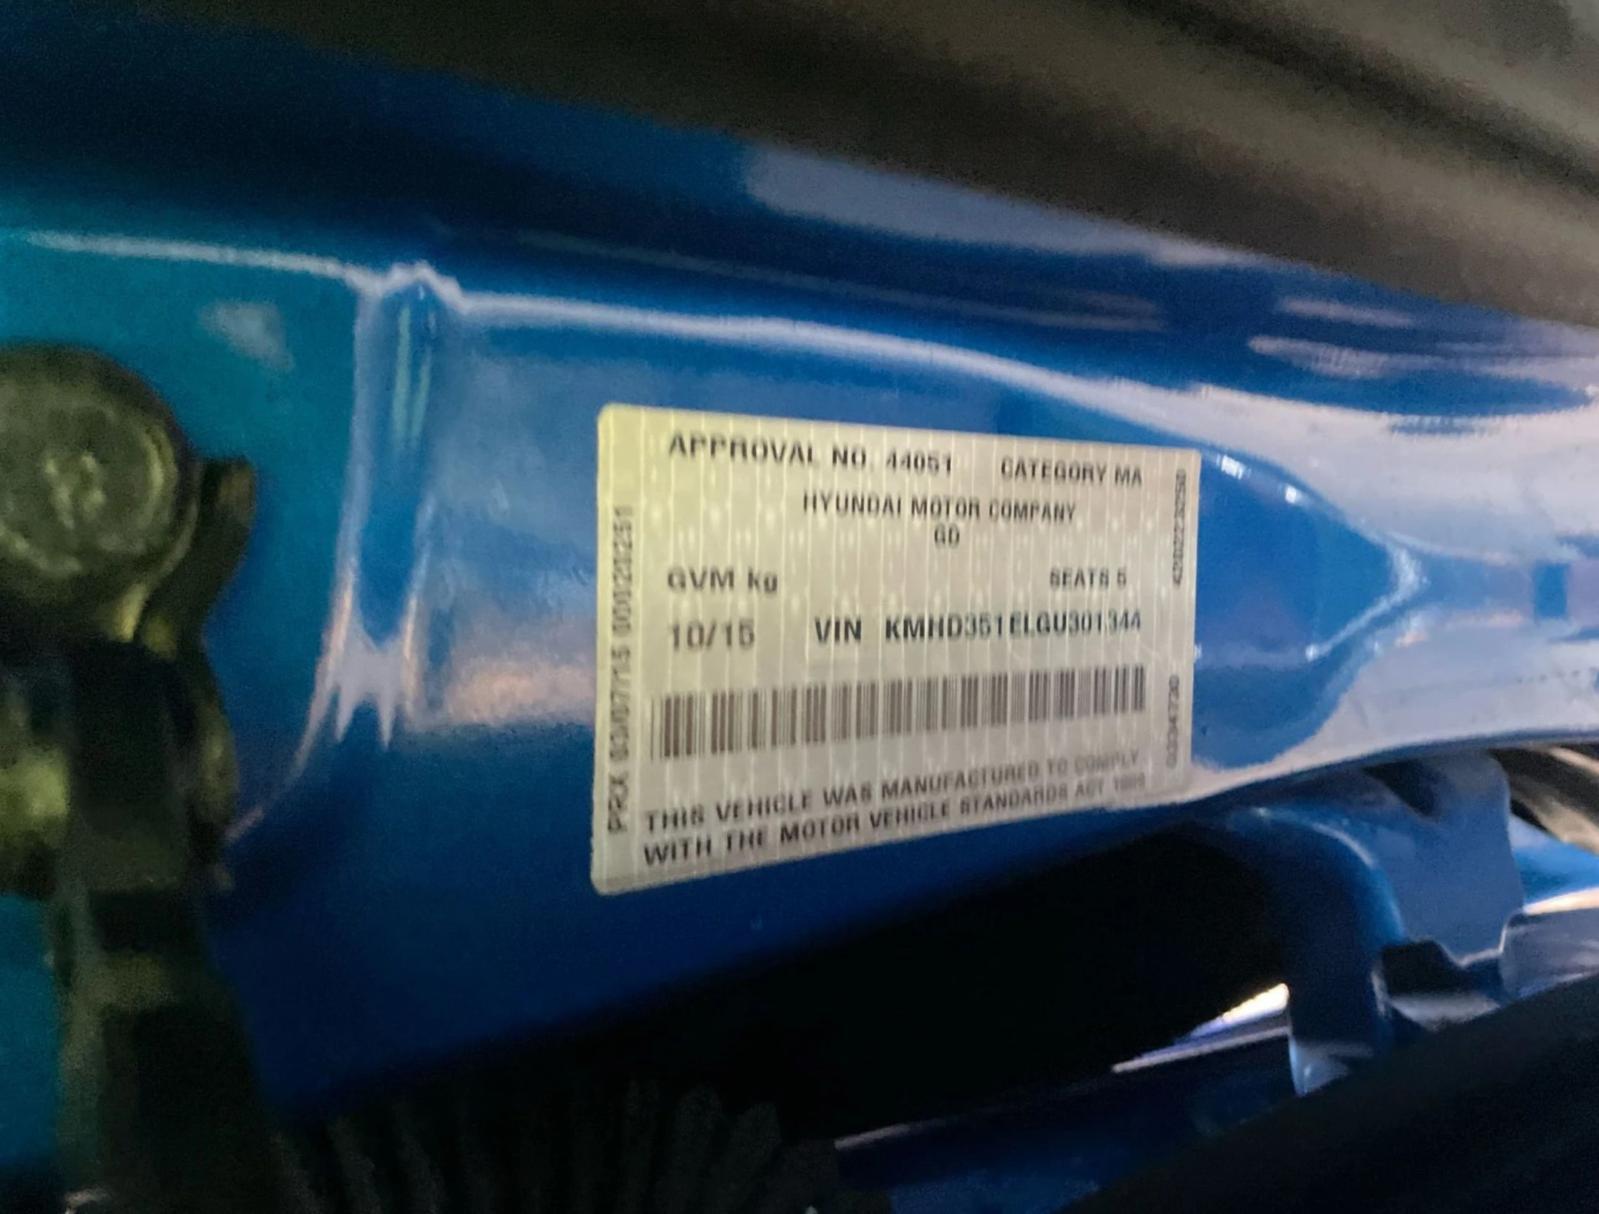 APPROVAL NO. 44051 CATEGORY MA
HYUNDAI MOTOR COMPANY
GD
GVM kg SEATS 5
10/15 VIN KMHD351ELGU301344
THIS VEHICLE WAS MANUFACTURED TO COMPLY
WITH THE MOTOR VEHICLE STANDARDS ACT 1989